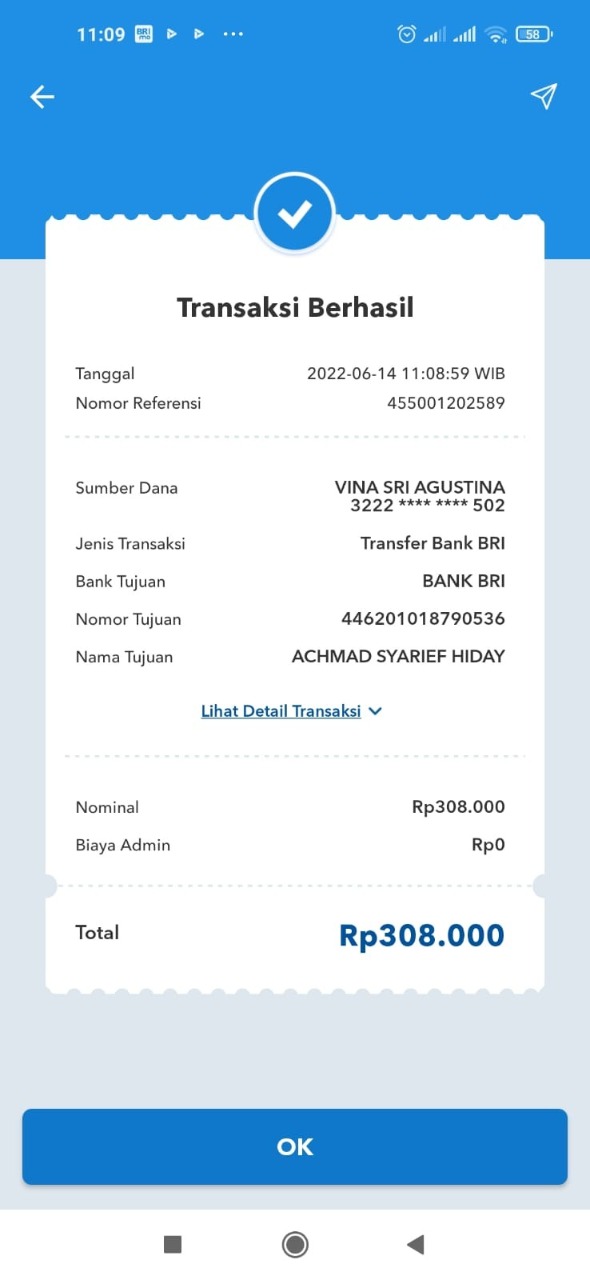 11:09 BRI mo ...
58
Transaksi Berhasil
Tanggal 2022-06-14 11:08:59 WIB
Nomor Referensi 455001202589
Sumber Dana VINA SRI AGUSTINA
3222 **** **** 502
Jenis Transaksi Transfer Bank BRI
Bank Tujuan BANK BRI
Nomor Tujuan 446201018790536
Nama Tujuan ACHMAD SYARIEF HIDAY
Lihat Detail Transaksi
Nominal Rp308.000
Biaya Admin Rp0
Total Rp308.000
OK